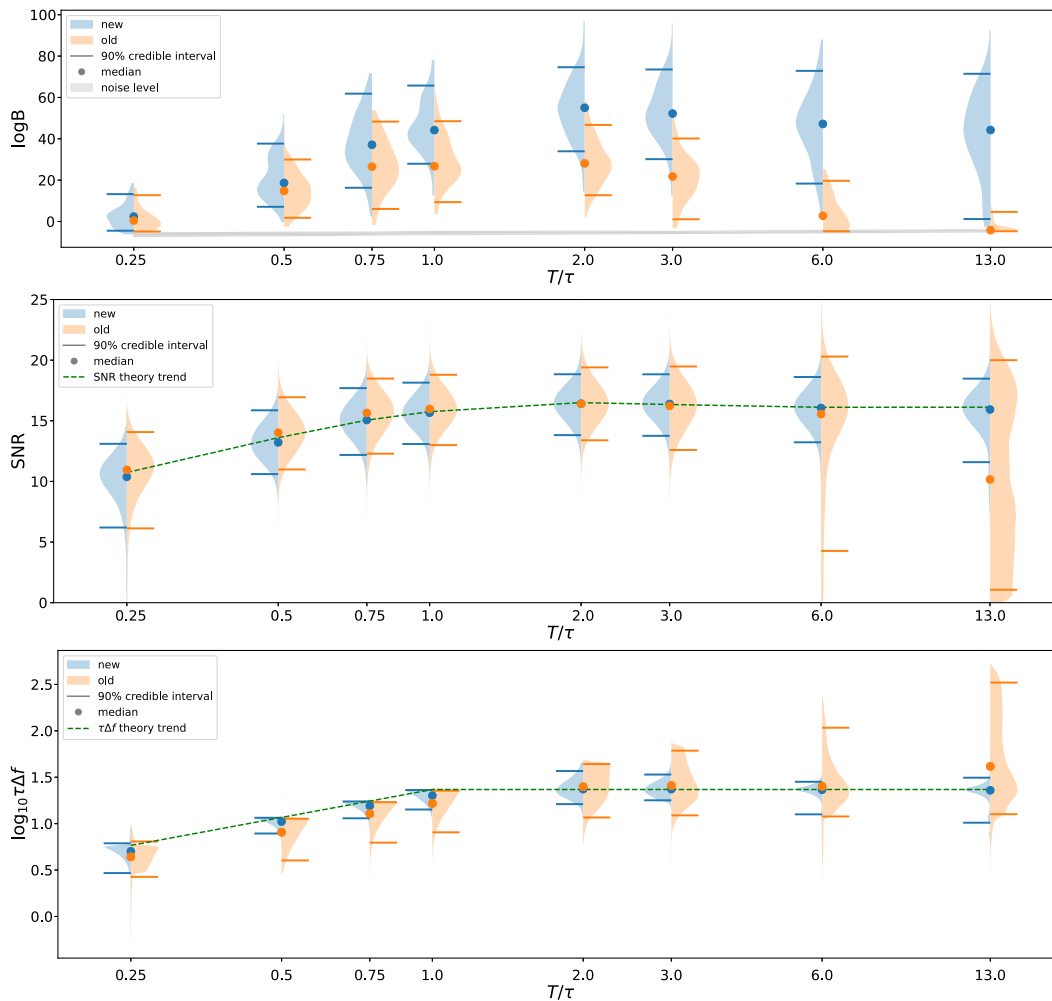 100
80
60
40
20
0
logB
new
old
90% credible interval
median
noise level
0.25
0.5
0.75
1.0
2.0
3.0
6.0
13.0
T/τ
25
20
15
10
5
0
SNR
new
old
90% credible interval
median
SNR theory trend
0.25
0.5
0.75
1.0
2.0
3.0
6.0
13.0
T/τ
2.5
2.0
1.5
1.0
0.5
0.0
log₁₀τΔf
new
old
90% credible interval
median
τΔf theory trend
0.25
0.5
0.75
1.0
2.0
3.0
6.0
13.0
T/τ